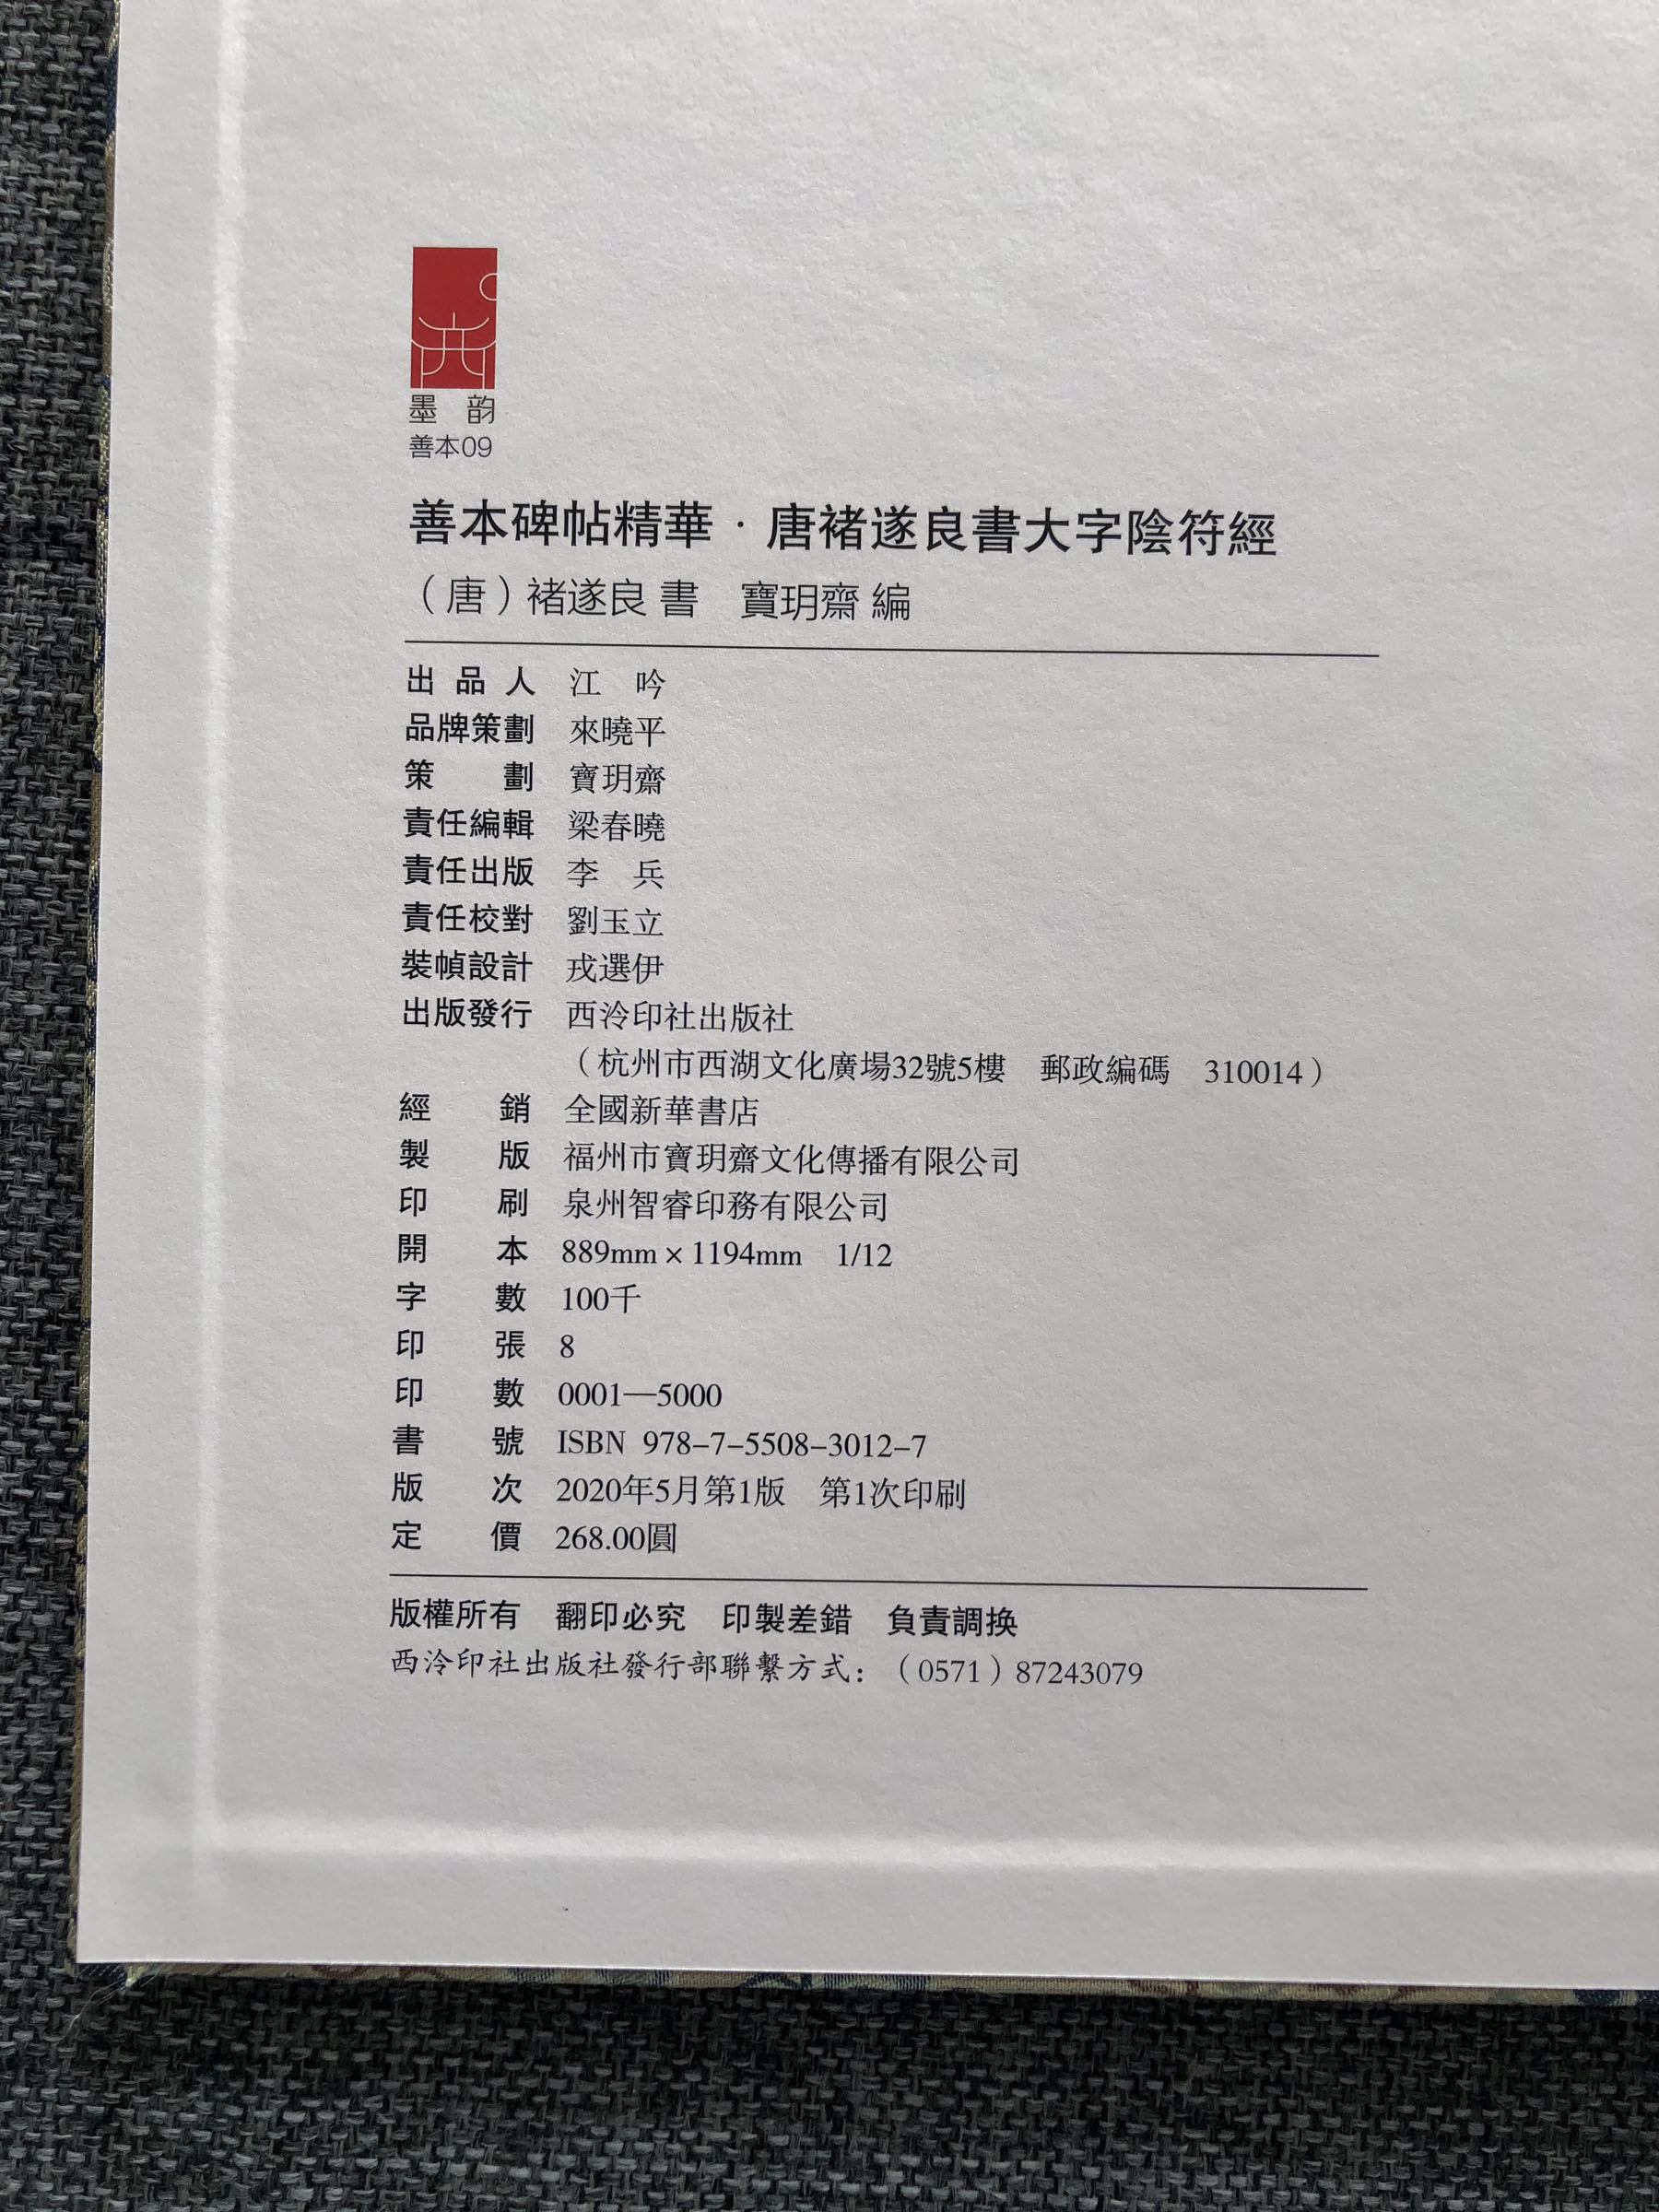 墨 韵
善本09
善本碑帖精華·唐褚遂良書大字陰符經
（唐）褚遂良 書 寶玥齋 編
出品人 江 吟
品牌策劃 來曉平
策 劃 寶玥齋
責任編輯 梁春曉
責任出版 李 兵
責任校對 劉玉立
裝幀設計 戎選伊
出版發行 西泠印社出版社
（杭州市西湖文化廣場32號5樓 郵政編碼 310014）
經 銷 全國新華書店
製 版 福州市寶玥齋文化傳播有限公司
印 刷 泉州智睿印務有限公司
開 本 889mm×1194mm 1/12
字 數 100千
印 張 8
印 數 0001—5000
書 號 ISBN 978-7-5508-3012-7
版 次 2020年5月第1版 第1次印刷
定 價 268.00圓
版權所有 翻印必究 印製差錯 負責調换
西泠印社出版社發行部聯繫方式：（0571）87243079